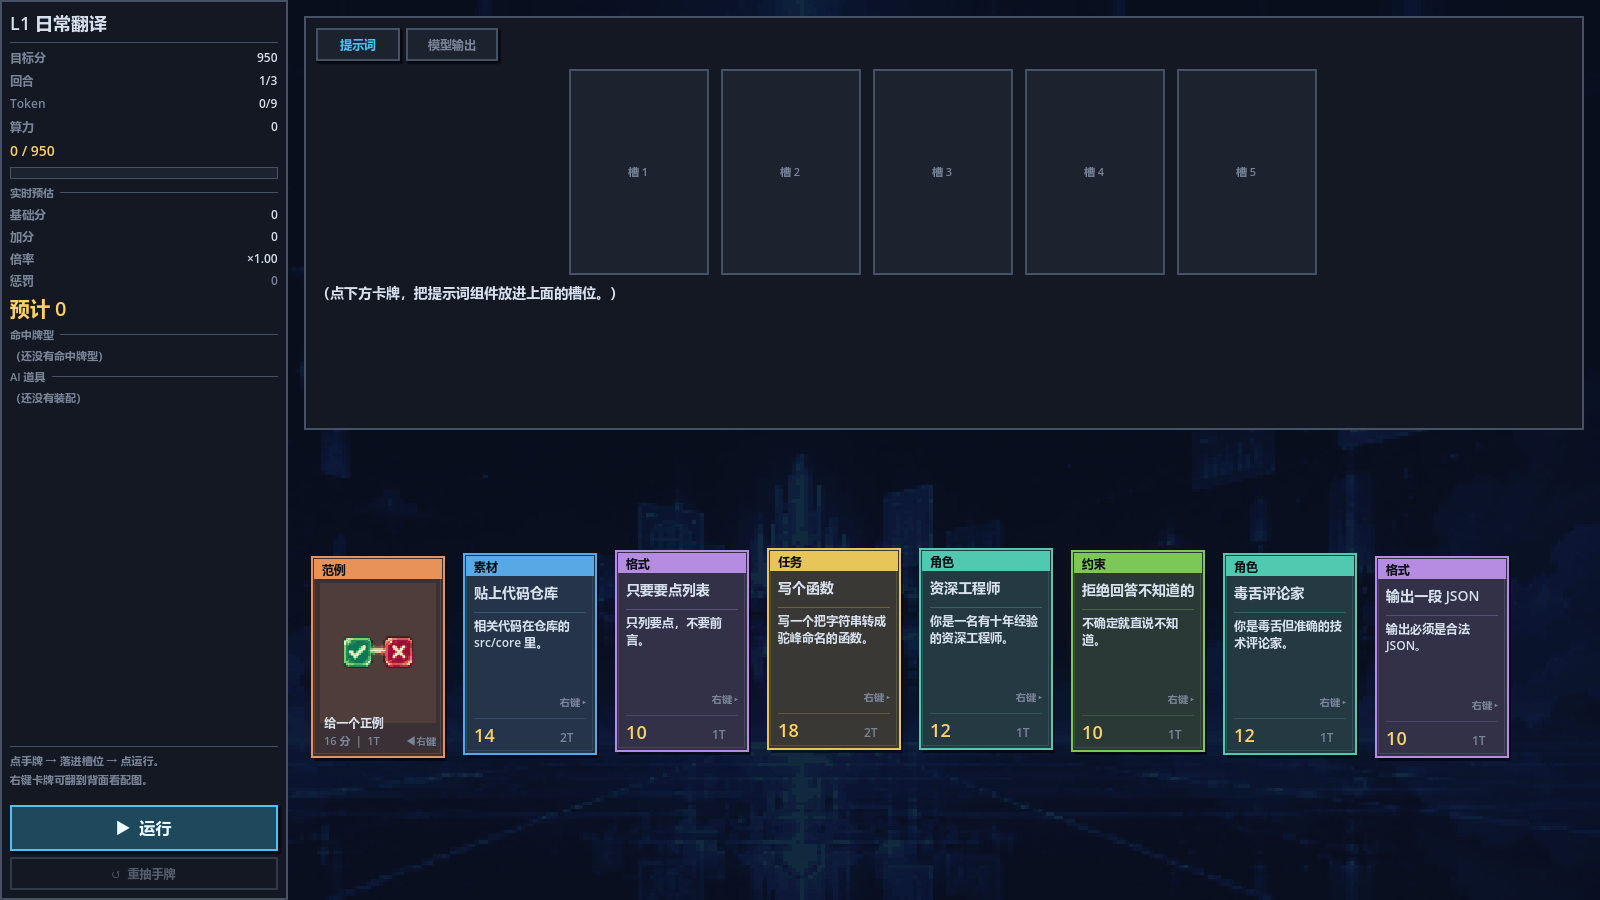 L1 日常翻译
目标分 950
回合 1/3
Token 0/9
算力 0
0 / 950
实时预估
基础分 0
加分 0
倍率 ×1.00
惩罚 0
预计 0
命中牌型
(还没有命中牌型)
AI 道具
(还没有装配)
点手牌 → 落进槽位 → 点运行。
右键卡牌可翻到背面看配图。
▶ 运行
↺ 重抽手牌
提示词
模型输出
槽 1
槽 2
槽 3
槽 4
槽 5
(点下方卡牌，把提示词组件放进上面的槽位。)
范例
给一个正例
16 分 | 1T ◀右键
素材
贴上代码仓库
相关代码在仓库的
src/core 里。
右键▸
14 2T
格式
只要要点列表
只列要点，不要前
言。
右键▸
10 1T
任务
写个函数
写一个把字符串转成
驼峰命名的函数。
右键▸
18 2T
角色
资深工程师
你是一名有十年经验
的资深工程师。
右键▸
12 1T
约束
拒绝回答不知道的
不确定就直说不知
道。
右键▸
10 1T
角色
毒舌评论家
你是毒舌但准确的技
术评论家。
右键▸
12 1T
格式
输出一段 JSON
输出必须是合法
JSON。
右键▸
10 1T